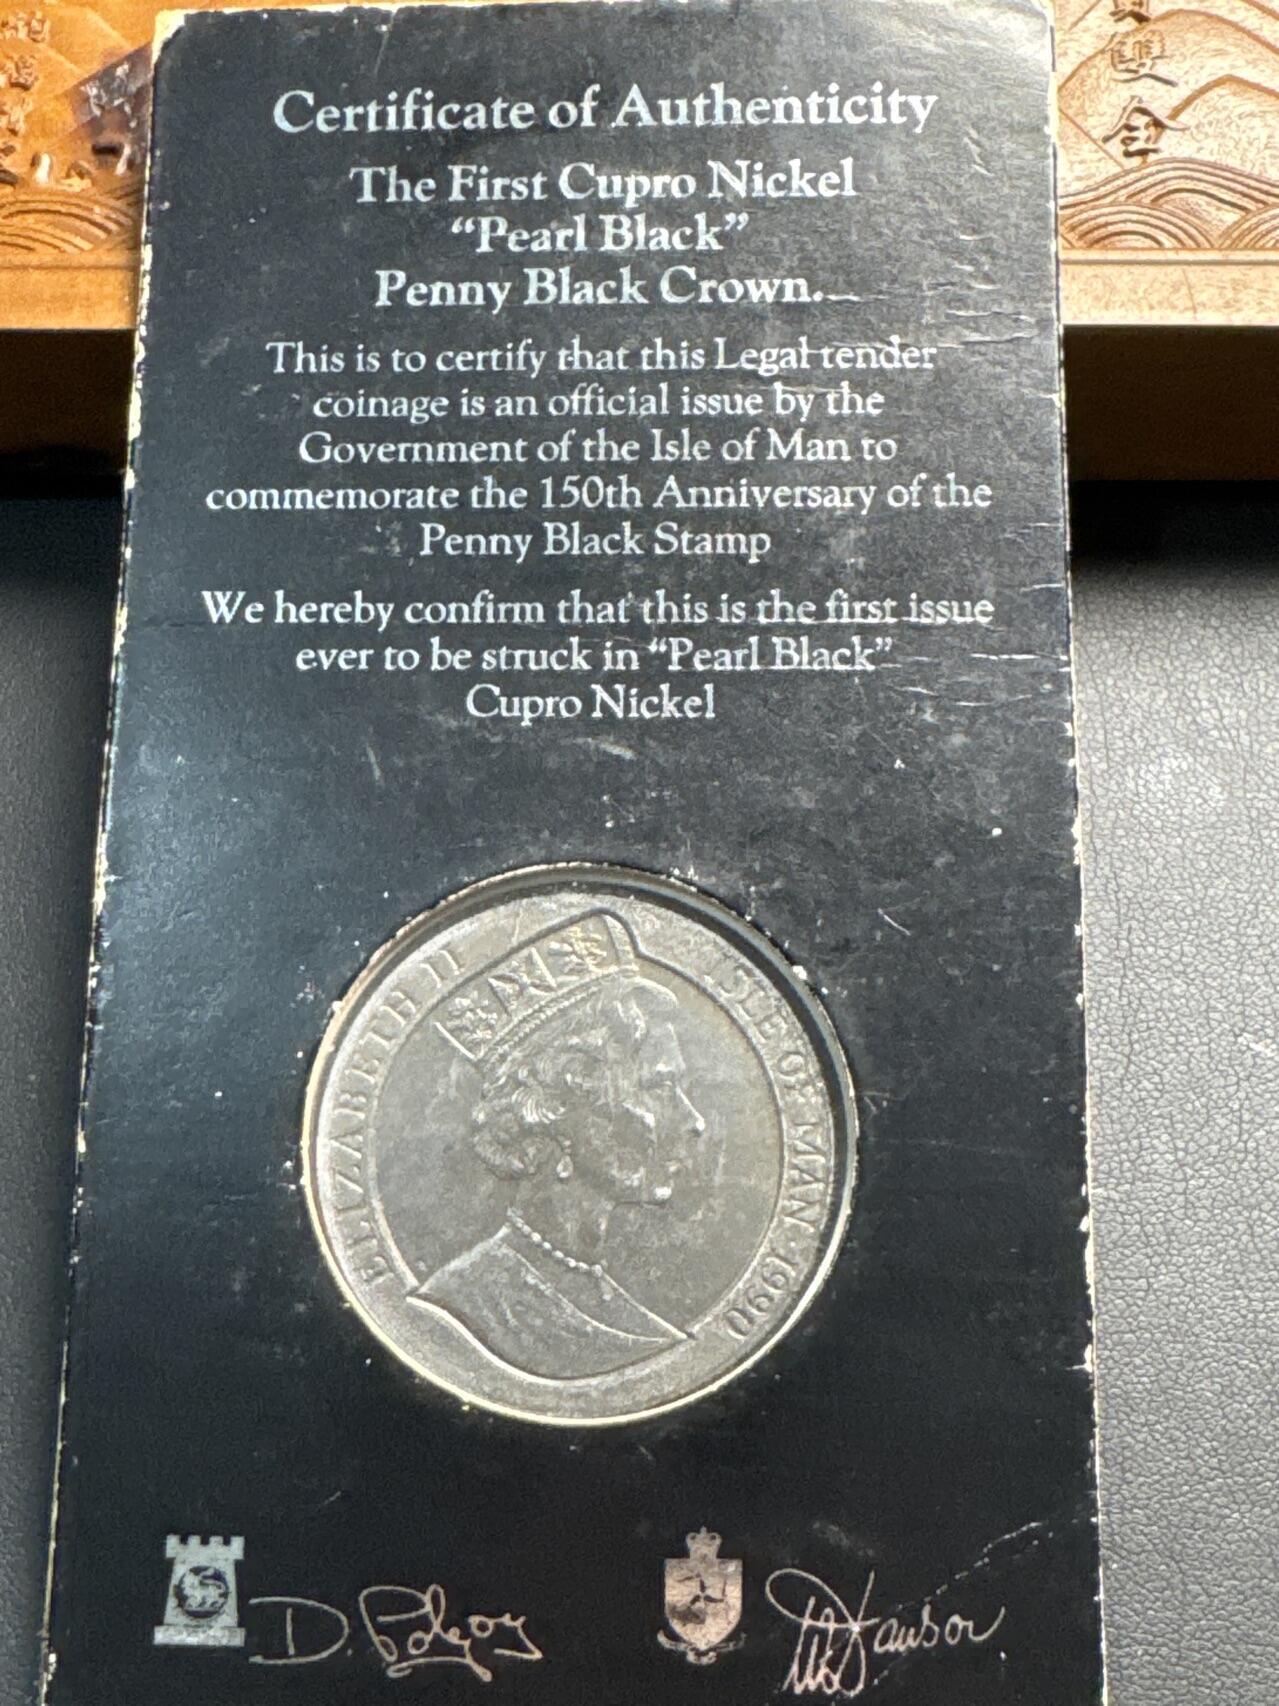 雙
金
Certificate of Authenticity
The First Cupro Nickel
“Pearl Black”
Penny Black Crown.
This is to certify that this Legal tender
coinage is an official issue by the
Government of the Isle of Man to
commemorate the 150th Anniversary of the
Penny Black Stamp
We hereby confirm that this is the first issue
ever to be struck in “Pearl Black”
Cupro Nickel
ELIZABETH II
ISLE OF MAN · 1990
D. Pobjoy